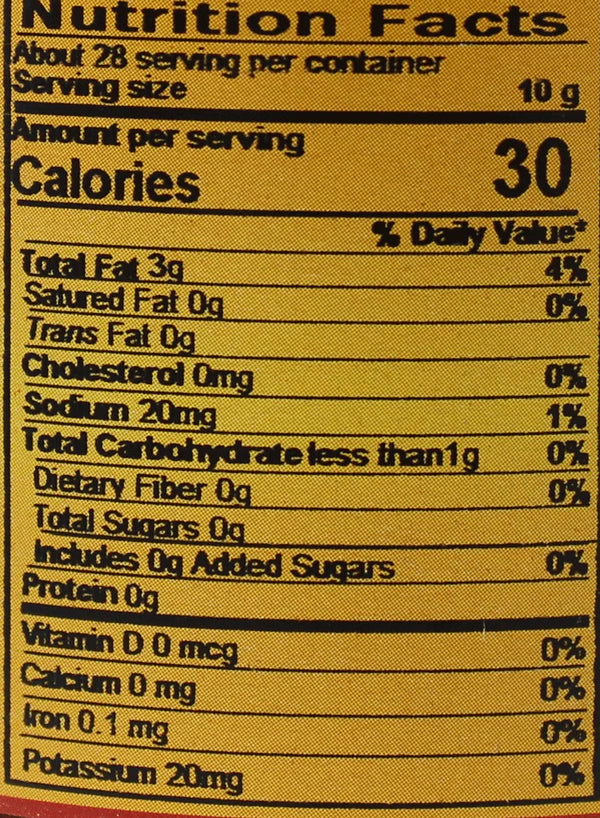 Nutrition Facts
About 28 serving per container
Serving size 10 g
Amount per serving
Calories 30
% Daily Value*
Total Fat 3g 4%
Satured Fat 0g 0%
Trans Fat 0g
Cholesterol 0mg 0%
Sodium 20mg 1%
Total Carbohydrate less than1g 0%
Dietary Fiber 0g 0%
Total Sugars 0g
Includes 0g Added Sugars 0%
Protein 0g
Vitamin D 0 mcg 0%
Calcium 0 mg 0%
Iron 0.1 mg 0%
Potassium 20mg 0%